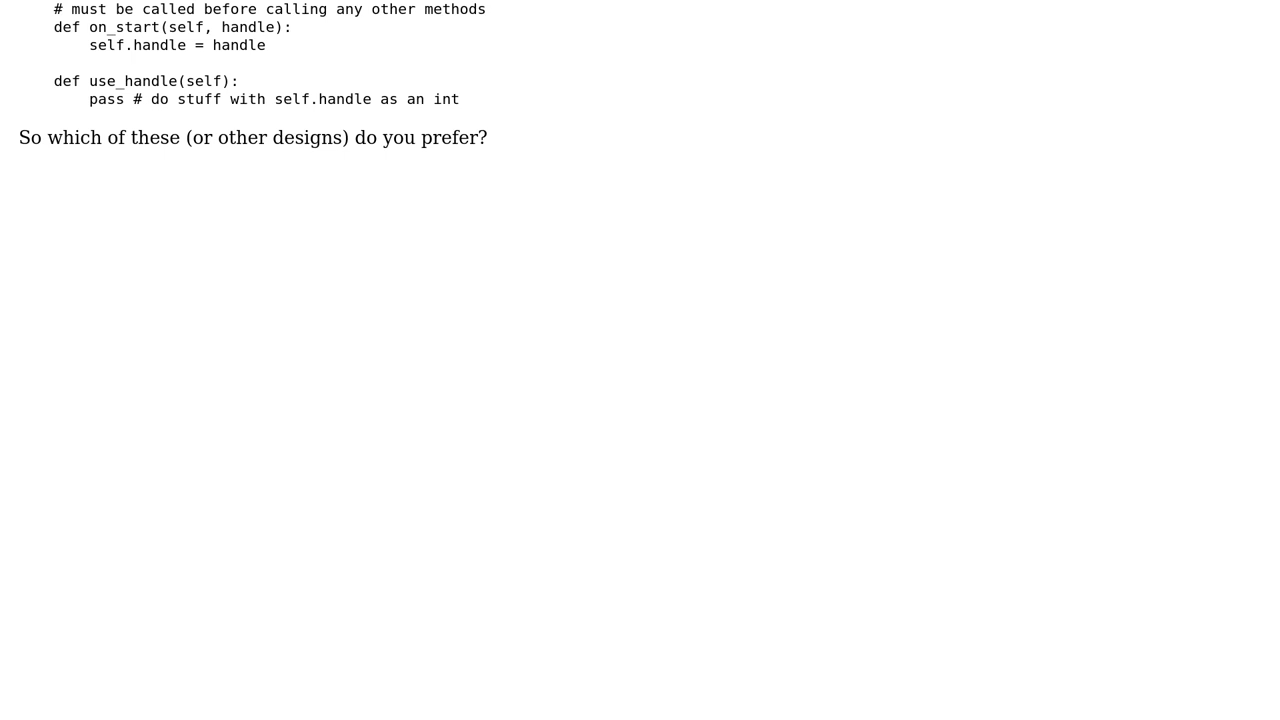 # must be called before calling any other methods
def on_start(self, handle):
self.handle = handle
def use_handle(self):
pass # do stuff with self.handle as an int
So which of these (or other designs) do you prefer?